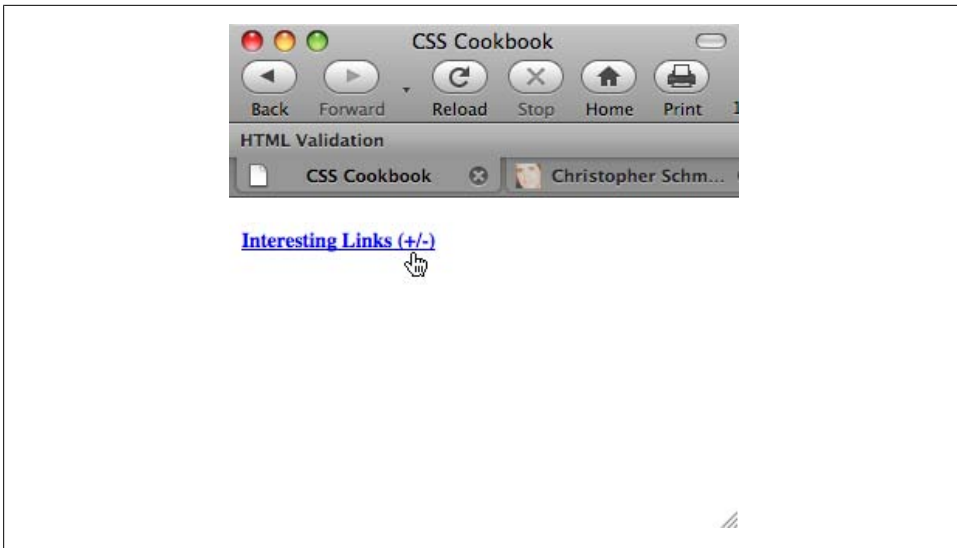 CSS Cookbook
Back Forward Reload Stop Home Print
HTML Validation
CSS Cookbook Christopher Schm...
Interesting Links (+/-)